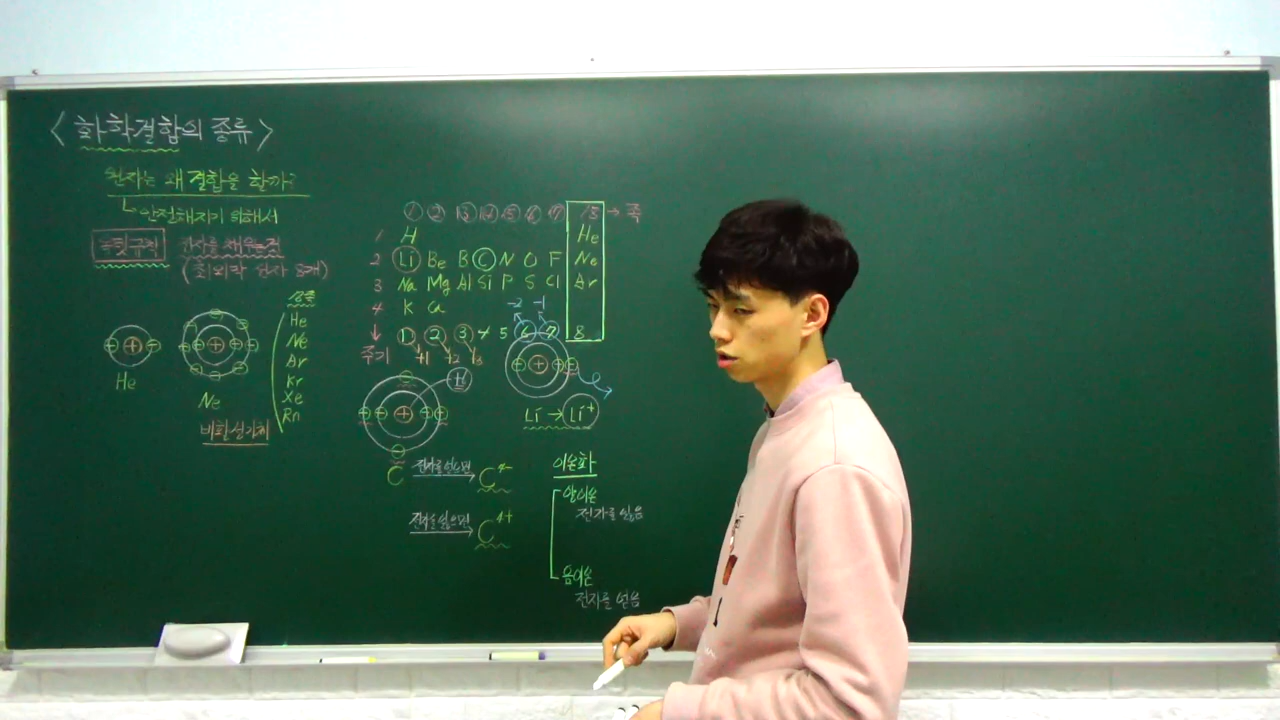 <화학결합의 종류>
원자는 왜 결합을 할까?
안정해지기 위해서
옥텟규칙 전자를 채우는것
(최외각 전자 8개)
He
Ne
비활성기체
He
Ne
Ar
Kr
Xe
Rn
1 2 13 14 15 16 17 18 → 족
1 H He
2 Li Be B C N O F Ne
3 Na Mg Al Si P S Cl Ar
4 K Ca
-2 -1
1 2 3 4 5 6 7 8
주기 +1 +2 +3
Li → Li⁺
C 전자를 얻으면 C⁴⁻
전자를 잃으면 C⁴⁺
이온화
양이온
전자를 잃음
음이온
전자를 얻음